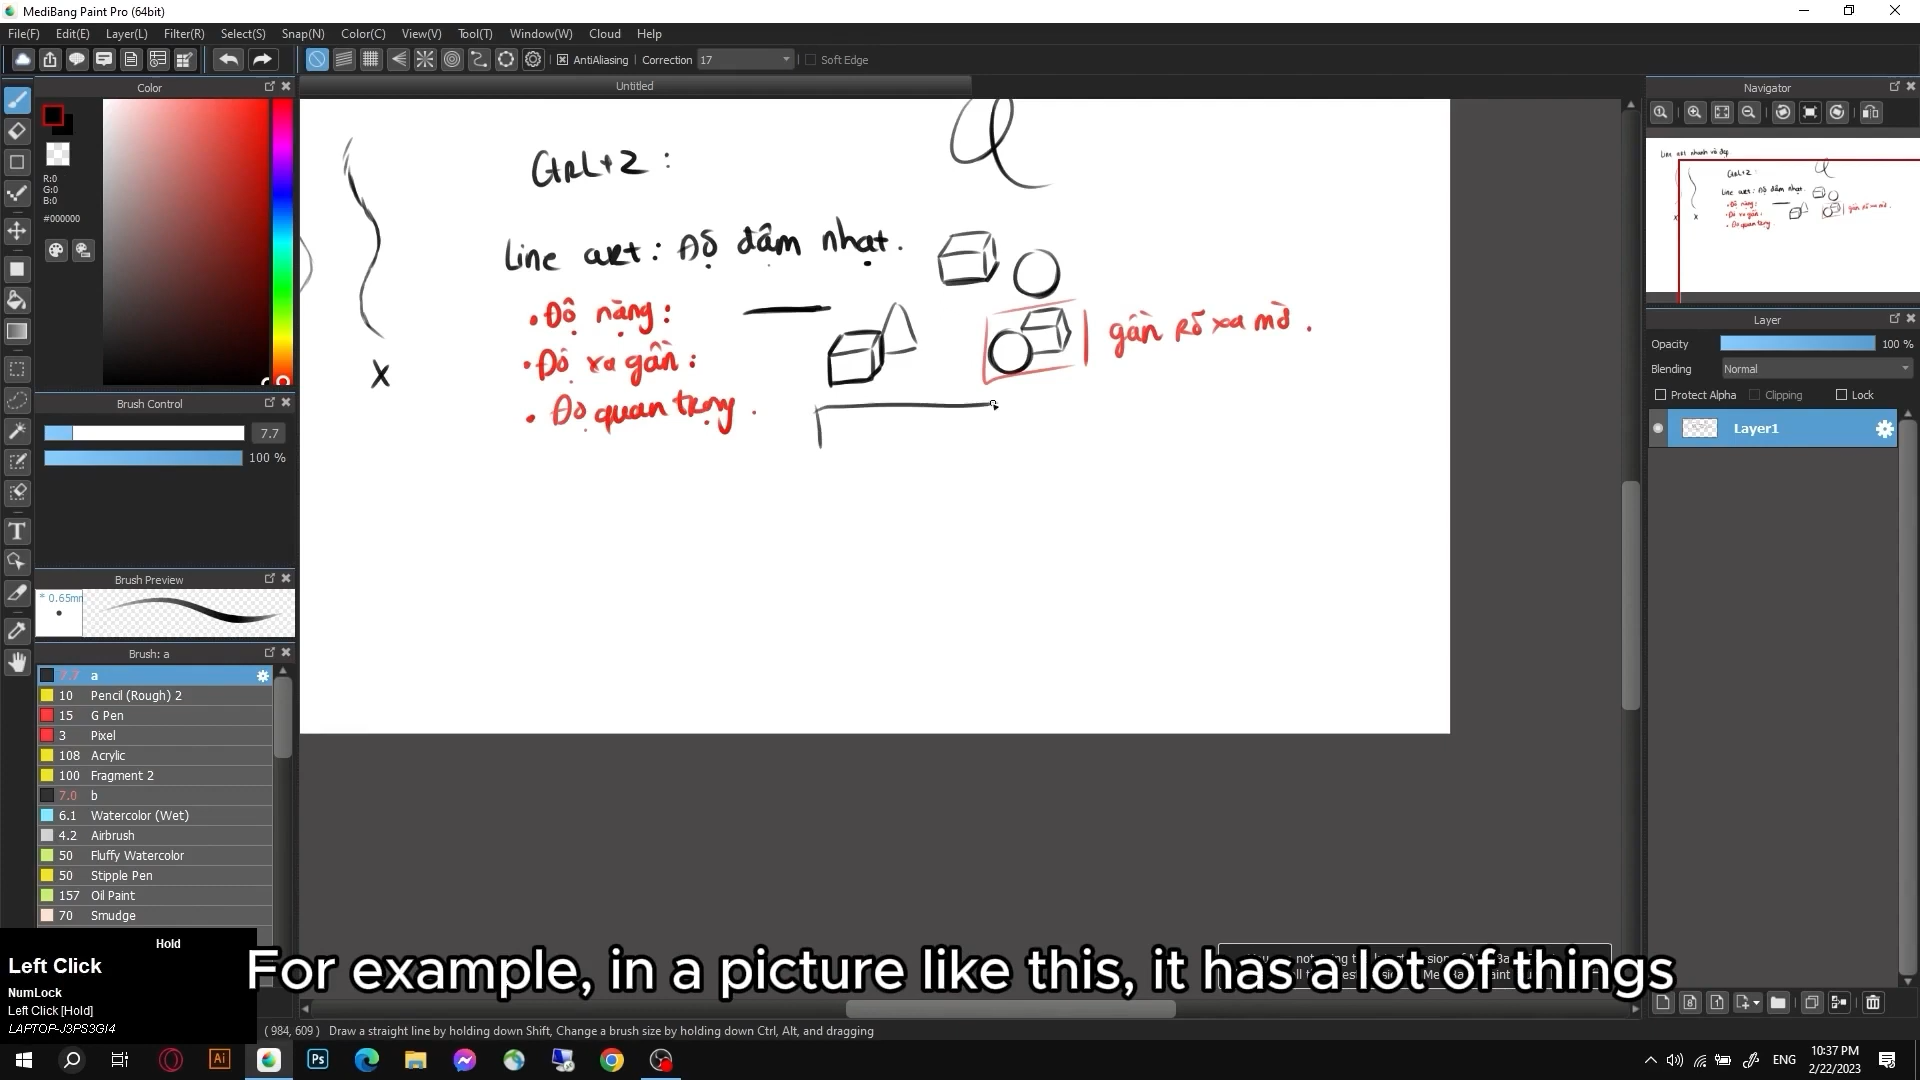 MediBang Paint Pro (64bit)
File(F) Edit(E) Layer(L) Filter(R) Select(S) Snap(N) Color(C) View(V) Tool(T) Window(W) Cloud Help
AntiAliasing Correction 17 Soft Edge
Color
Untitled
Navigator
R:0
G:0
B:0
#000000
Brush Control
7.7
100 %
Brush Preview
* 0.65mm
Brush: a
7.7 a
10 Pencil (Rough) 2
15 G Pen
3 Pixel
108 Acrylic
100 Fragment 2
7.0 b
6.1 Watercolor (Wet)
4.2 Airbrush
50 Fluffy Watercolor
50 Stipple Pen
157 Oil Paint
70 Smudge
CtRL+Z :
Line aRt : Độ đậm nhạt.
• Độ nặng :
• Độ xa gần :
• Độ quan trọng .
gần Rõ xa mờ .
X
Layer
Opacity 100 %
Blending Normal
Protect Alpha Clipping Lock
Layer1
Hold
Left Click
NumLock
Left Click [Hold]
LAPTOP-J3PS3GI4
For example, in a picture like this, it has a lot of things
( 984, 609 ) Draw a straight line by holding down Shift, Change a brush size by holding down Ctrl, Alt, and dragging
Ai
Ps
ENG
10:37 PM
2/22/2023